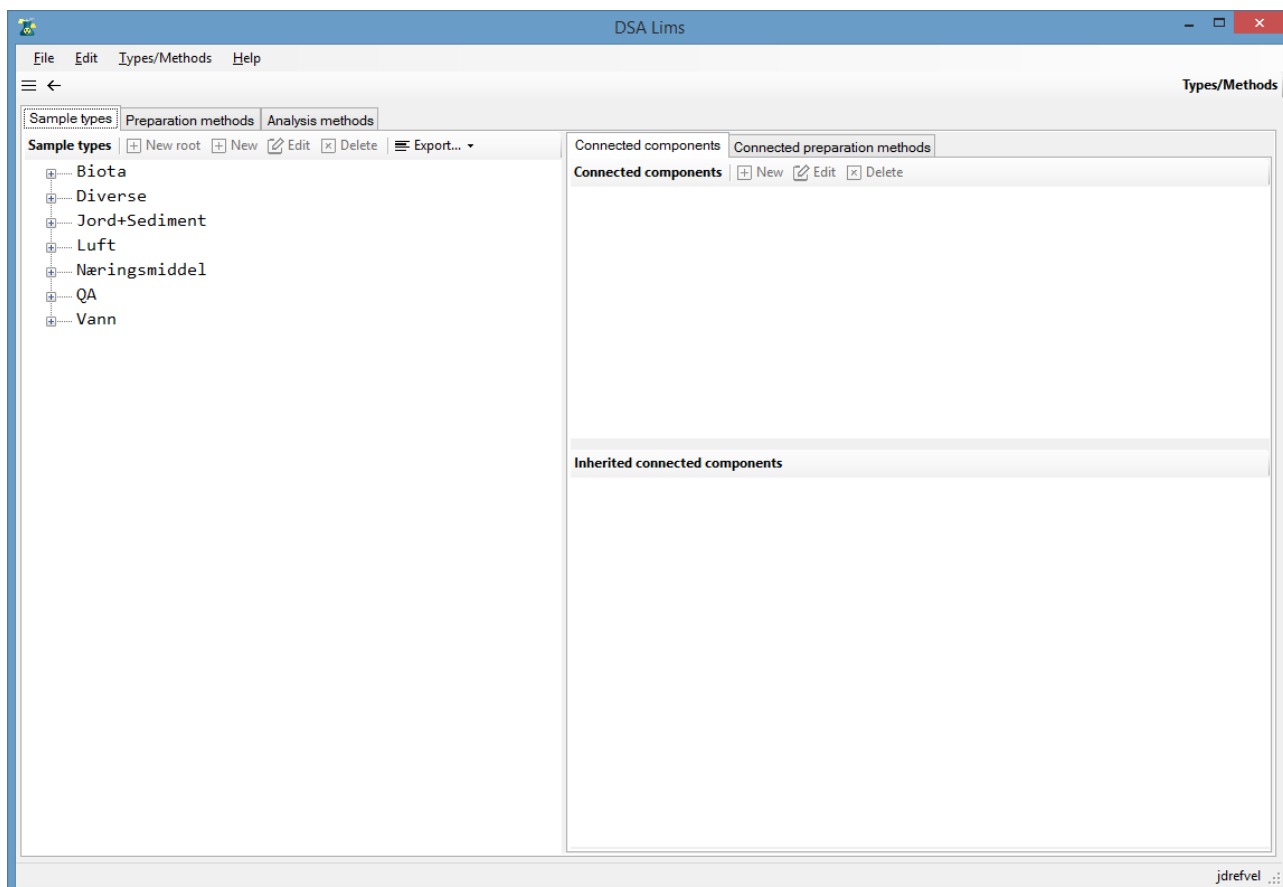 DSA Lims
File Edit Types/Methods Help
Types/Methods
Sample types Preparation methods Analysis methods
Sample types New root New Edit Delete Export...
Biota
Diverse
Jord+Sediment
Luft
Næringsmiddel
QA
Vann
Connected components Connected preparation methods
Connected components New Edit Delete
Inherited connected components
jdrefvel